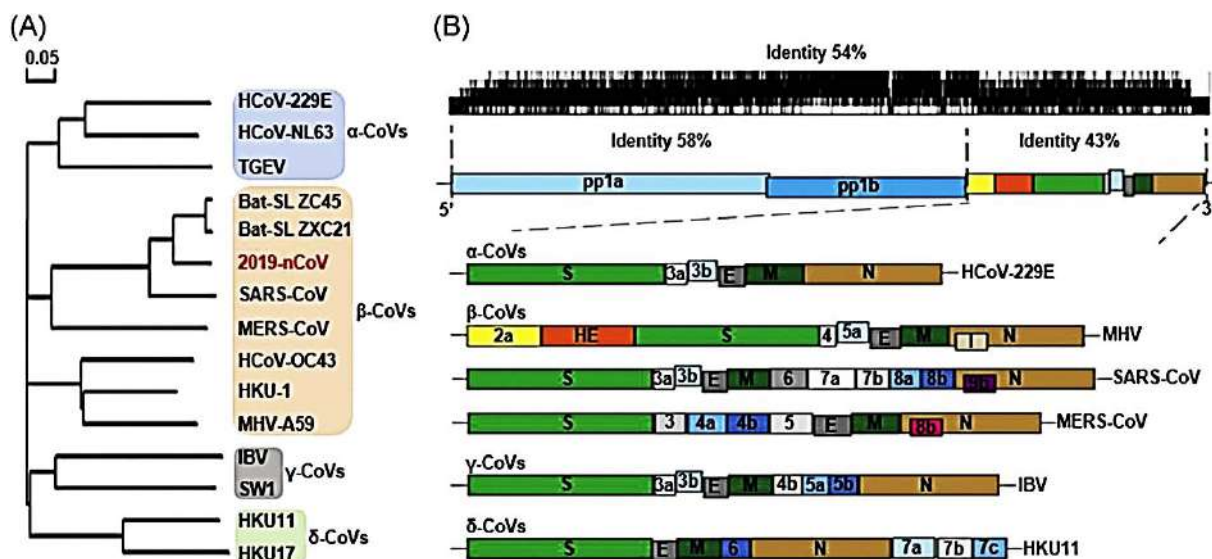 (A)
0.05
HCoV-229E
HCoV-NL63
α-CoVs
TGEV
Bat-SL ZC45
Bat-SL ZXC21
2019-nCoV
SARS-CoV
β-CoVs
MERS-CoV
HCoV-OC43
HKU-1
MHV-A59
IBV
γ-CoVs
SW1
HKU11
δ-CoVs
HKU17
(B)
Identity 54%
Identity 58% Identity 43%
pp1a pp1b
5' 3'
α-CoVs
S 3a 3b E M N HCoV-229E
β-CoVs
2a HE S 4 5a E M I N MHV
S 3a 3b E M 6 7a 7b 8a 8b 9b N SARS-CoV
S 3 4a 4b 5 E M 8b N MERS-CoV
γ-CoVs
S 3a 3b E M 4b 5a 5b N IBV
δ-CoVs
S E M 6 N 7a 7b 7c HKU11